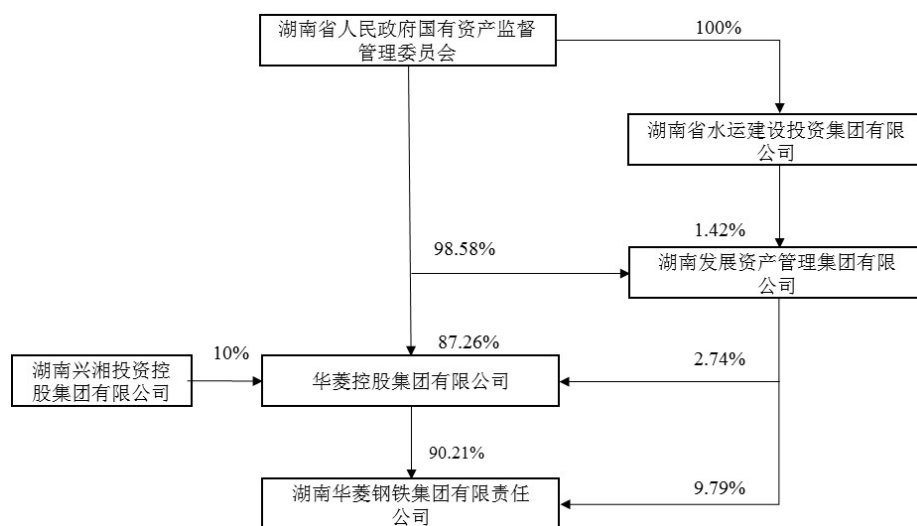 湖南省人民政府国有资产监督
管理委员会
100%
湖南省水运建设投资集团有限
公司
1.42%
98.58%
湖南发展资产管理集团有限
公司
87.26%
湖南兴湘投资控
股集团有限公司
10%
华菱控股集团有限公司
2.74%
90.21%
湖南华菱钢铁集团有限责任
公司
9.79%